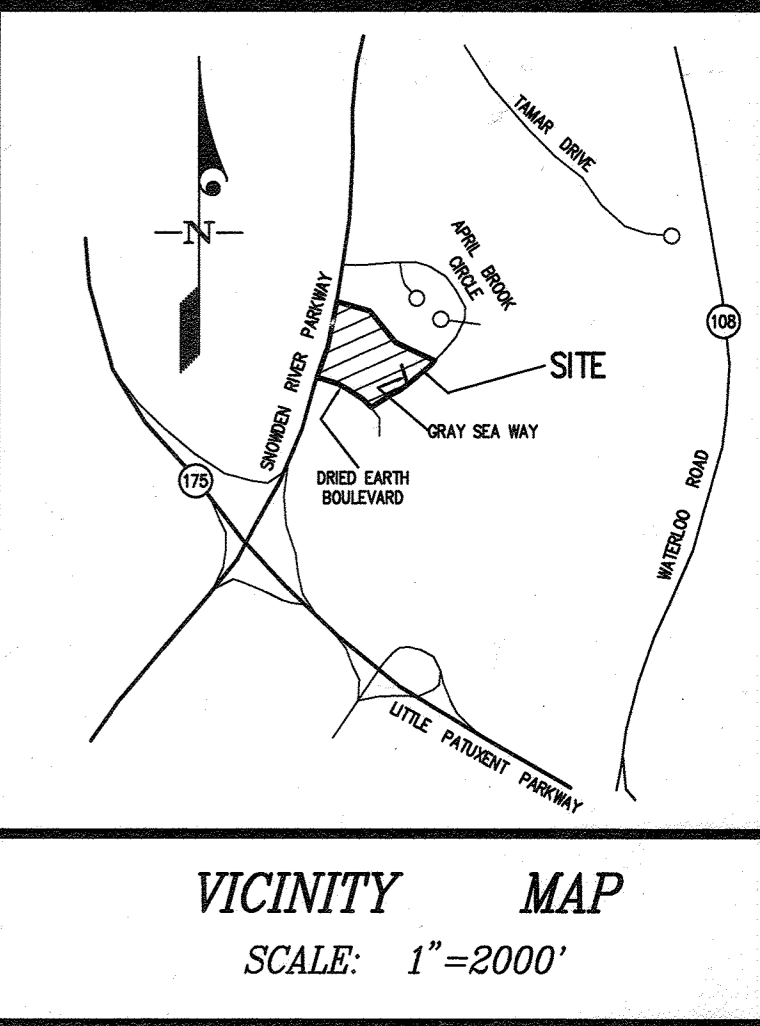 TAMAR DRIVE
N
APRIL BROOK
CIRCLE
108
SNOWDEN RIVER PARKWAY
SITE
GRAY SEA WAY
175
DRIED EARTH
BOULEVARD
WATERLOO ROAD
LITTLE PATUXENT PARKWAY
VICINITY MAP
SCALE: 1"=2000'